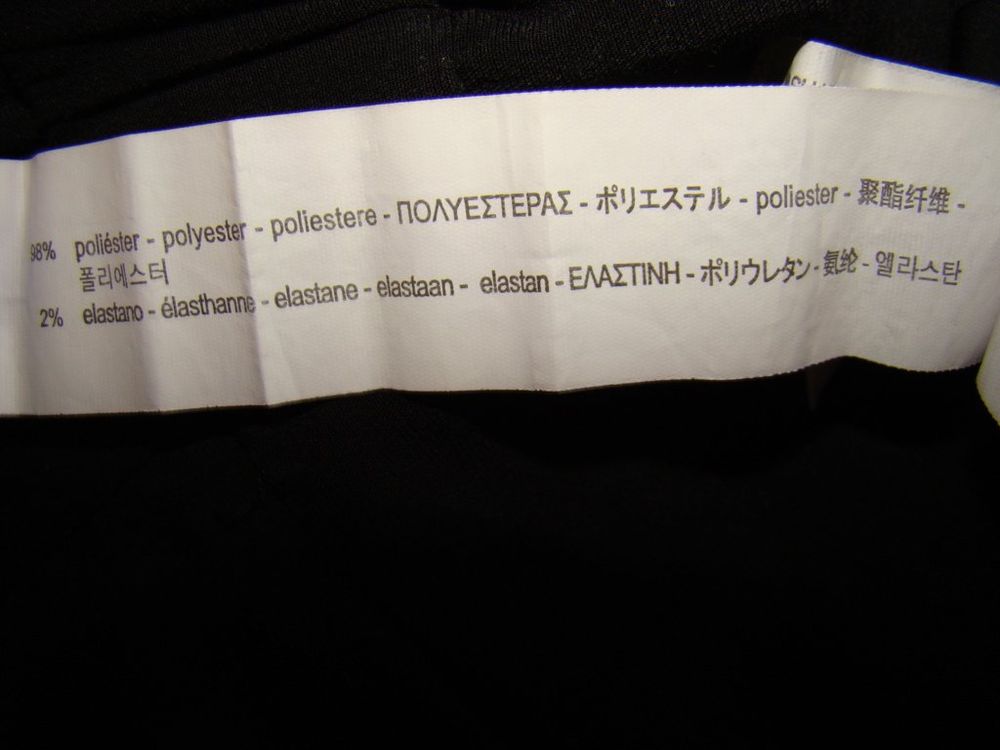 98% poliéster - polyester - poliestere - ΠΟΛΥΕΣΤΕΡΑΣ - ポリエステル - poliester - 聚酯纤维 -
폴리에스터
2% elastano - élasthanne - elastane - elastaan - elastan - ΕΛΑΣΤΙΝΗ - ポリウレタン - 氨纶 - 엘라스탄